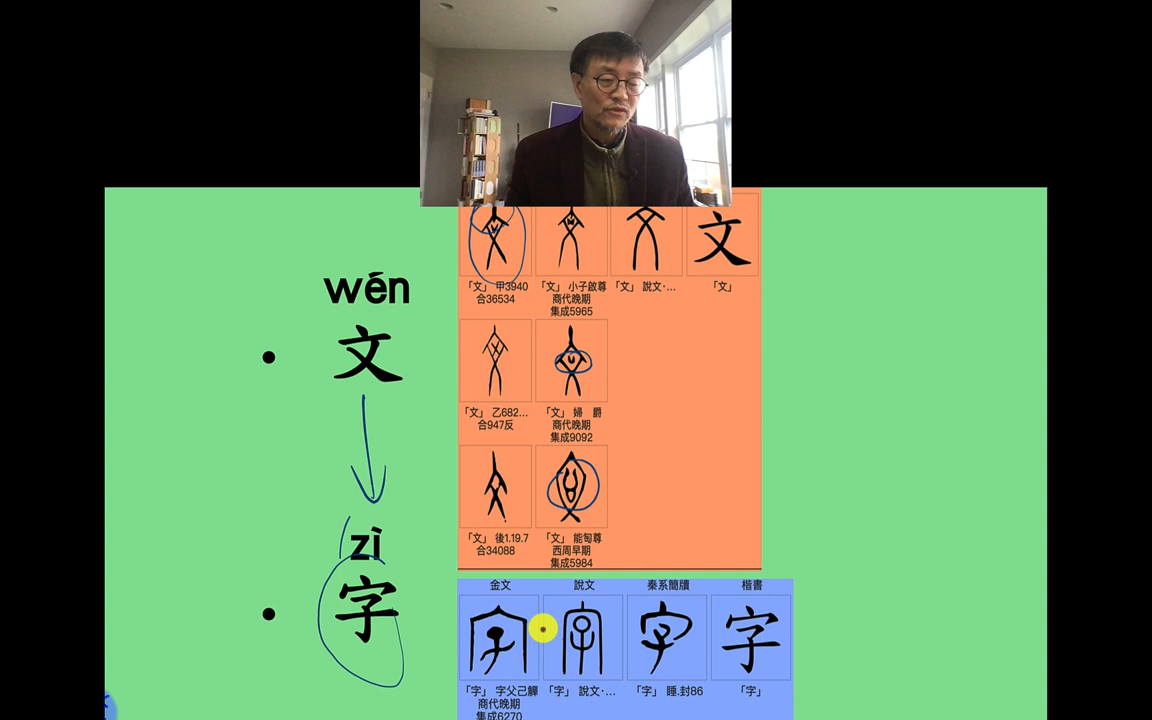 wén
文
zì
字
文
「文」 甲3940
合36534
「文」 小子啟尊
商代晚期
集成5965
「文」 說文·…
「文」
「文」 乙682…
合947反
「文」 婦 爵
商代晚期
集成9092
「文」 後1.19.7
合34088
「文」 能匋尊
西周早期
集成5984
金文
說文
秦系簡牘
楷書
字
「字」 字父己觶
商代晚期
集成6270
「字」 說文·…
「字」 睡.封86
「字」